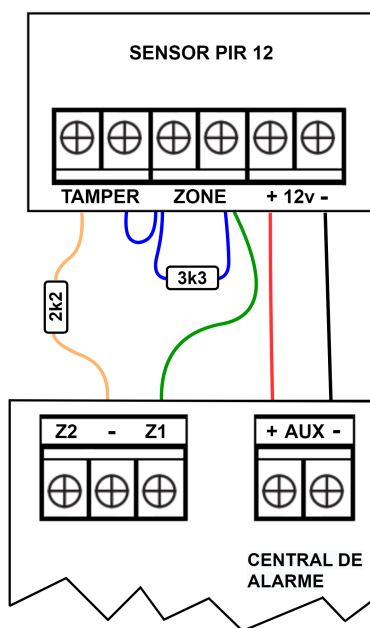 SENSOR PIR 12
TAMPER ZONE + 12v -
3k3
2k2
Z2 - Z1 + AUX -
CENTRAL DE
ALARME